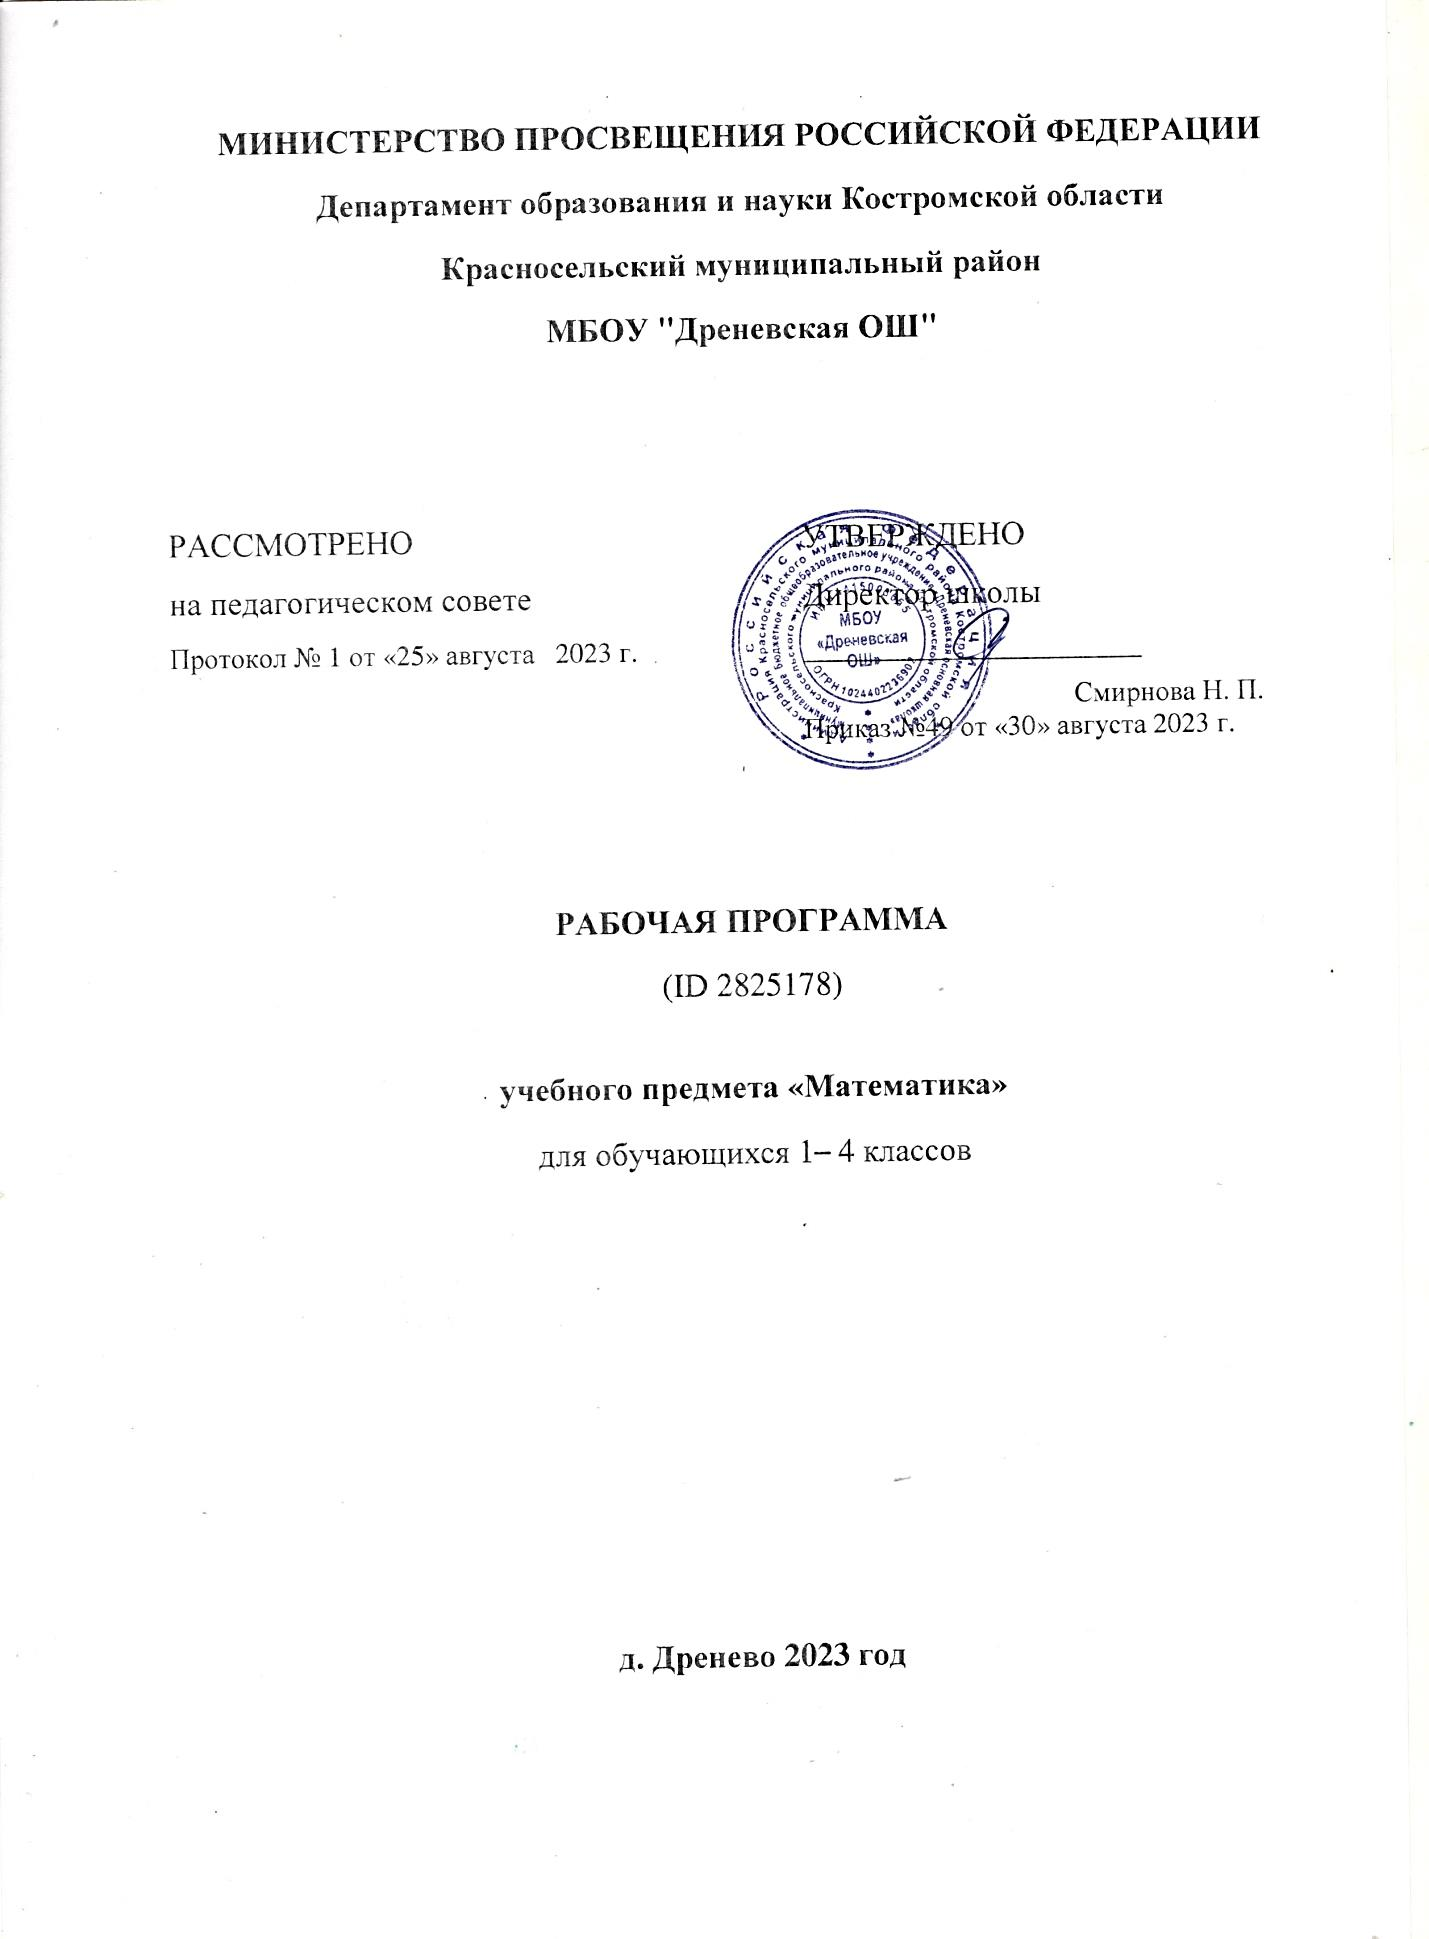 МИНИСТЕРСТВО ПРОСВЕЩЕНИЯ РОССИЙСКОЙ ФЕДЕРАЦИИ
Департамент образования и науки Костромской области
Красносельский муниципальный район
МБОУ "Дреневская ОШ"
РАССМОТРЕНО
на педагогическом совете
Протокол № 1 от «25» августа 2023 г.
УТВЕРЖДЕНО
Директор школы
Смирнова Н. П.
Приказ №49 от «30» августа 2023 г.
Российская Федерация
МБОУ
«Дреневская
ОШ»
РАБОЧАЯ ПРОГРАММА
(ID 2825178)
учебного предмета «Математика»
для обучающихся 1– 4 классов
д. Дренево 2023 год